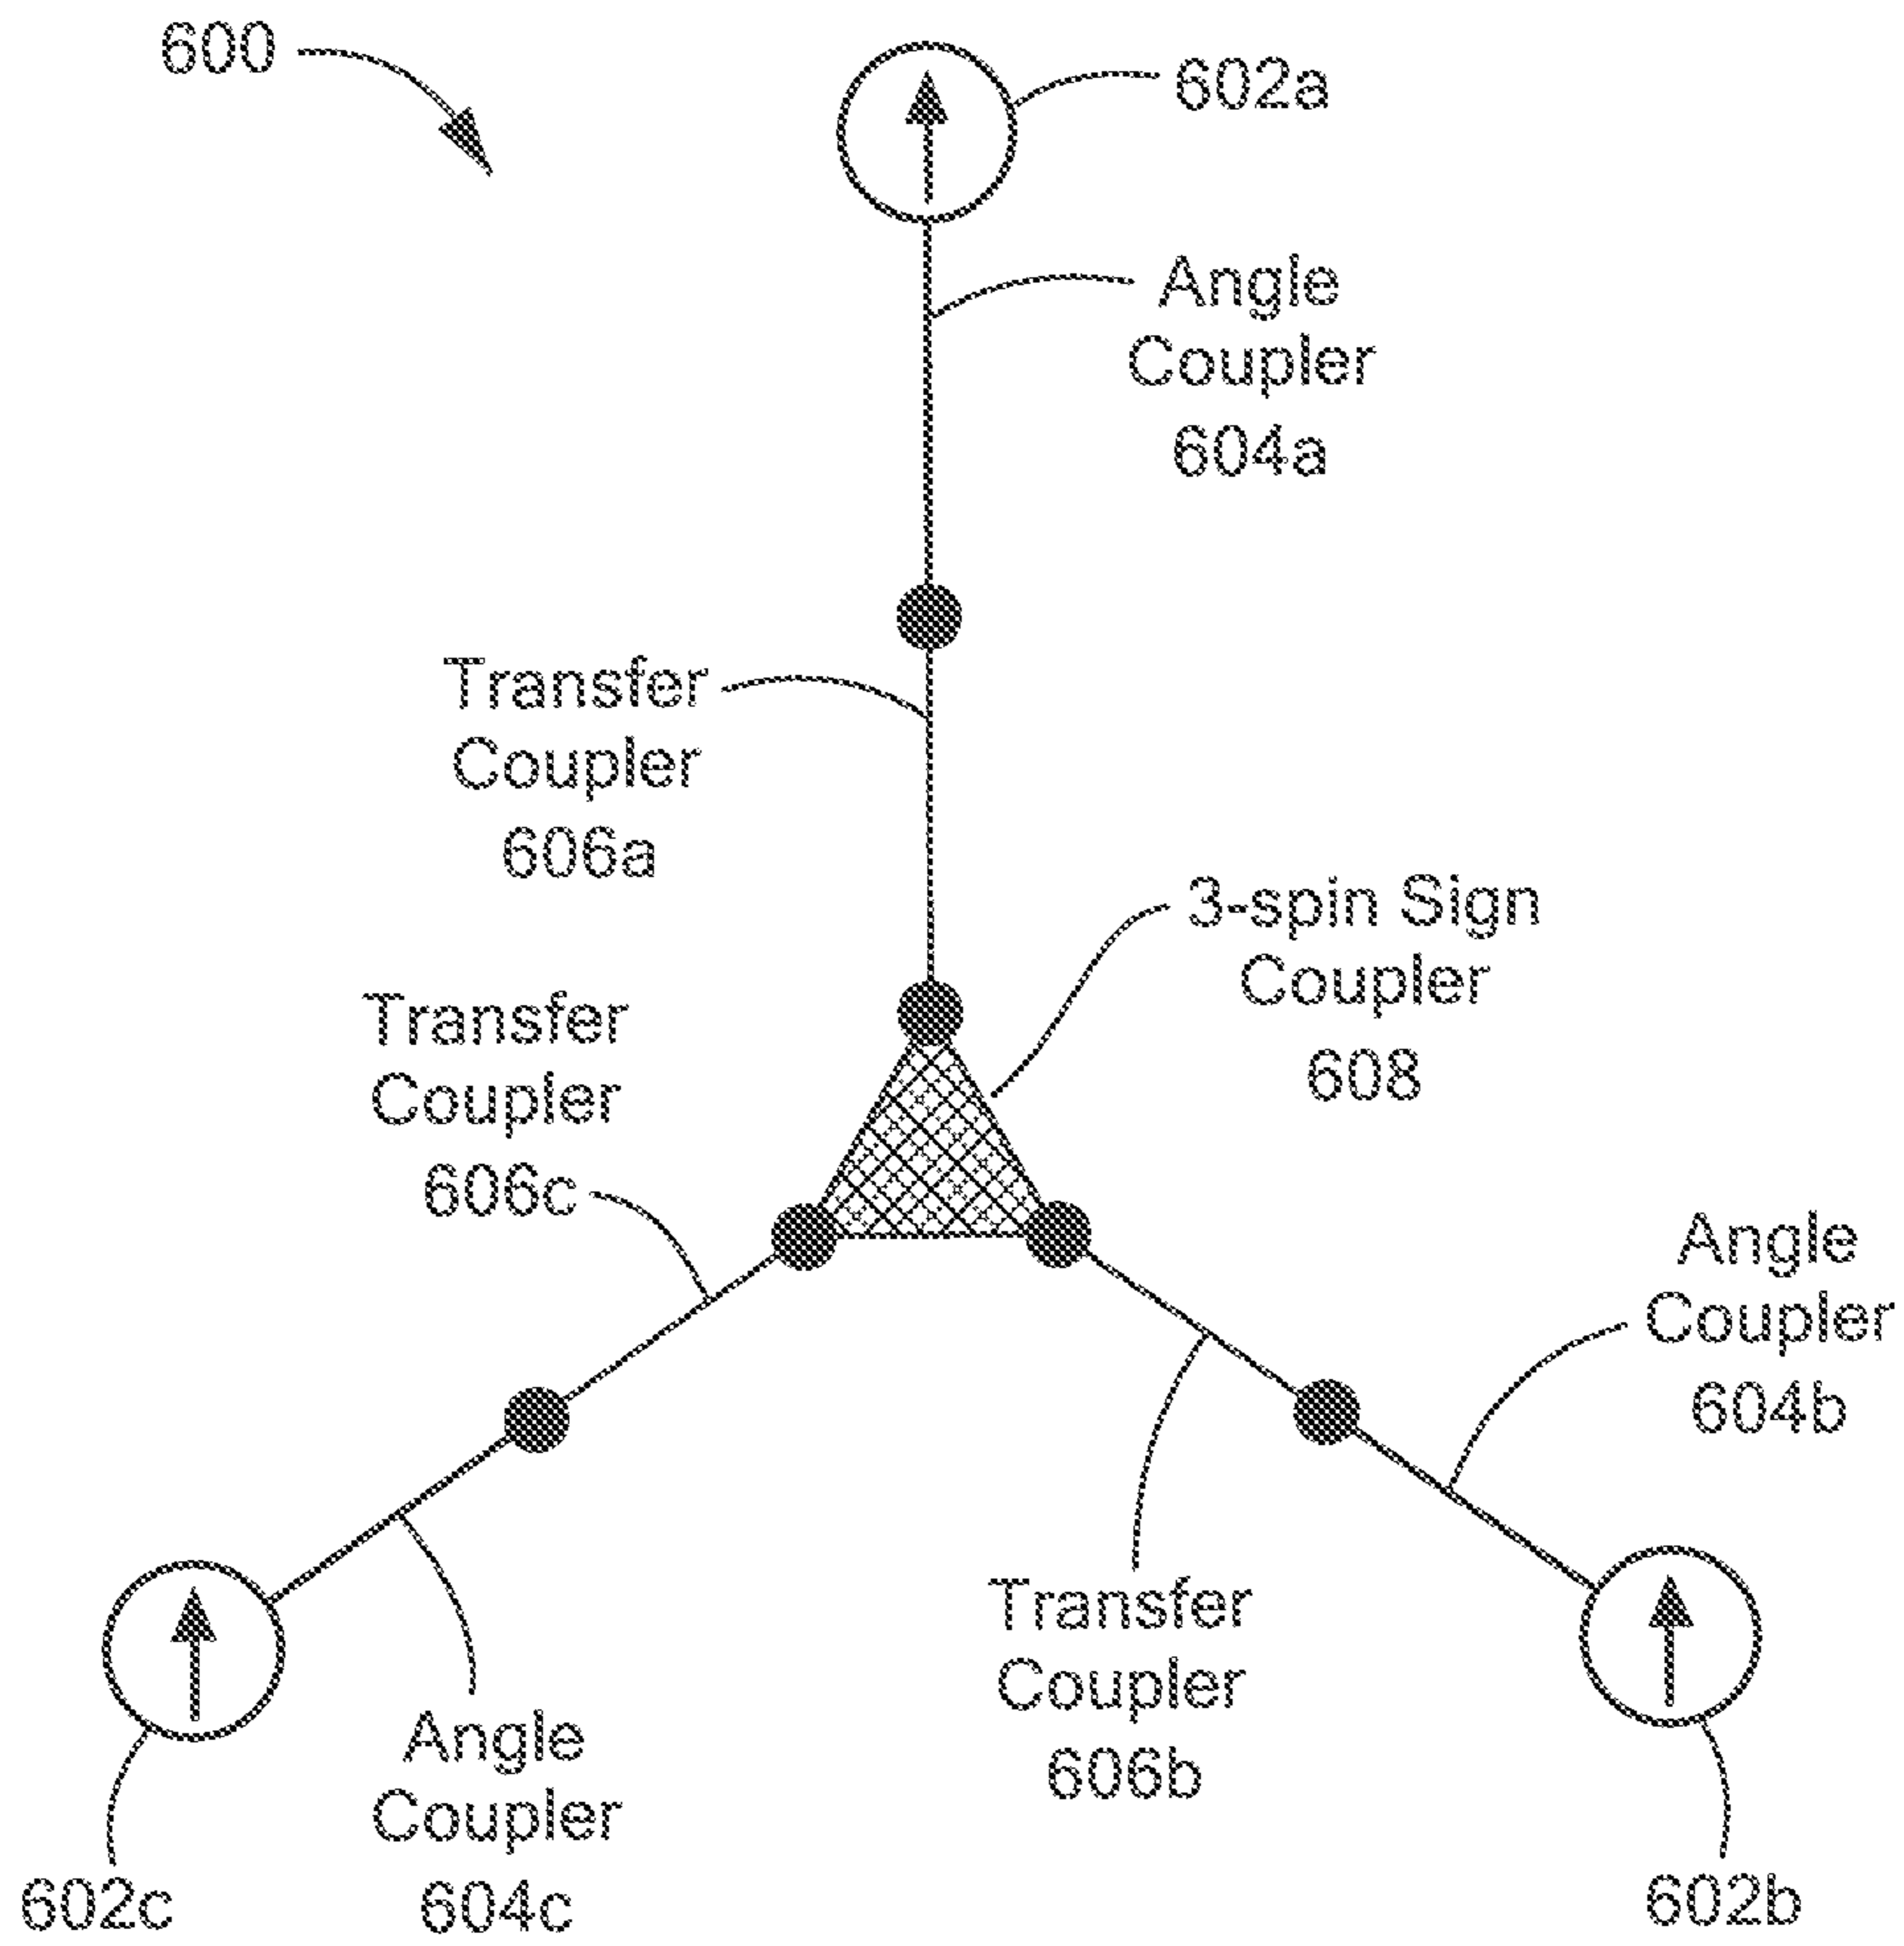 600
602a
Angle
Coupler
604a
Transfer
Coupler
606a
3-spin Sign
Coupler
608
Transfer
Coupler
606c
Angle
Coupler
604b
Transfer
Coupler
606b
Angle
Coupler
604c
602c
602b